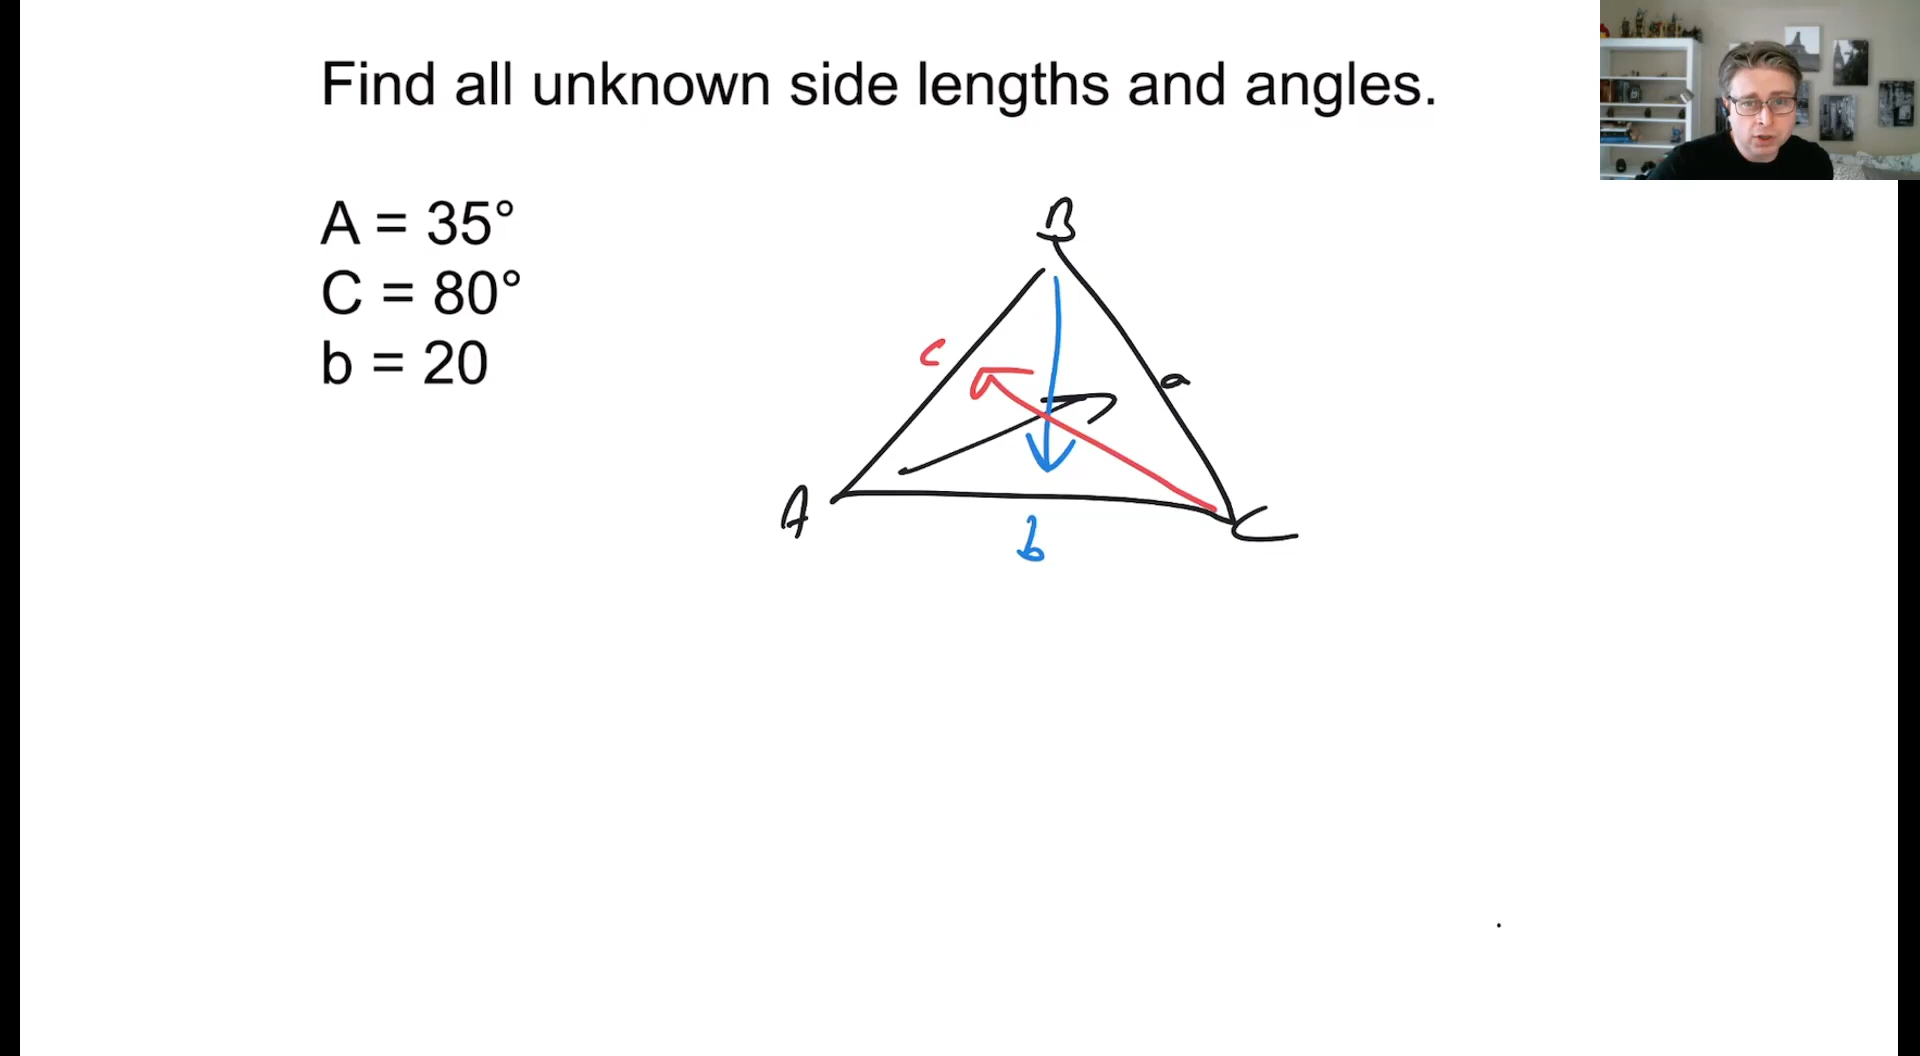 Find all unknown side lengths and angles.
A = 35°
C = 80°
b = 20
B
c
a
A
b
C